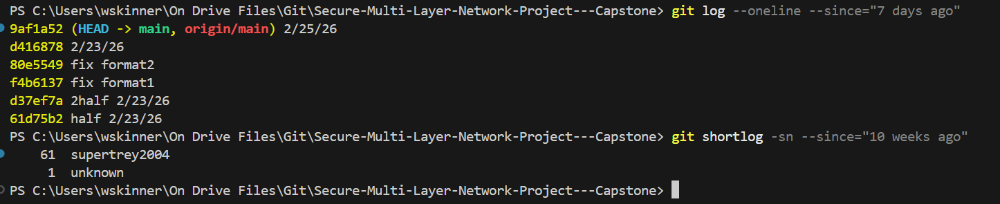 PS C:\Users\wskinner\On Drive Files\Git\Secure-Multi-Layer-Network-Project---Capstone> git log --oneline --since="7 days ago"
9af1a52 (HEAD -> main, origin/main) 2/25/26
d416878 2/23/26
80e5549 fix format2
f4b6137 fix format1
d37ef7a 2half 2/23/26
61d75b2 half 2/23/26
PS C:\Users\wskinner\On Drive Files\Git\Secure-Multi-Layer-Network-Project---Capstone> git shortlog -sn --since="10 weeks ago"
61 supertrey2004
1 unknown
PS C:\Users\wskinner\On Drive Files\Git\Secure-Multi-Layer-Network-Project---Capstone>